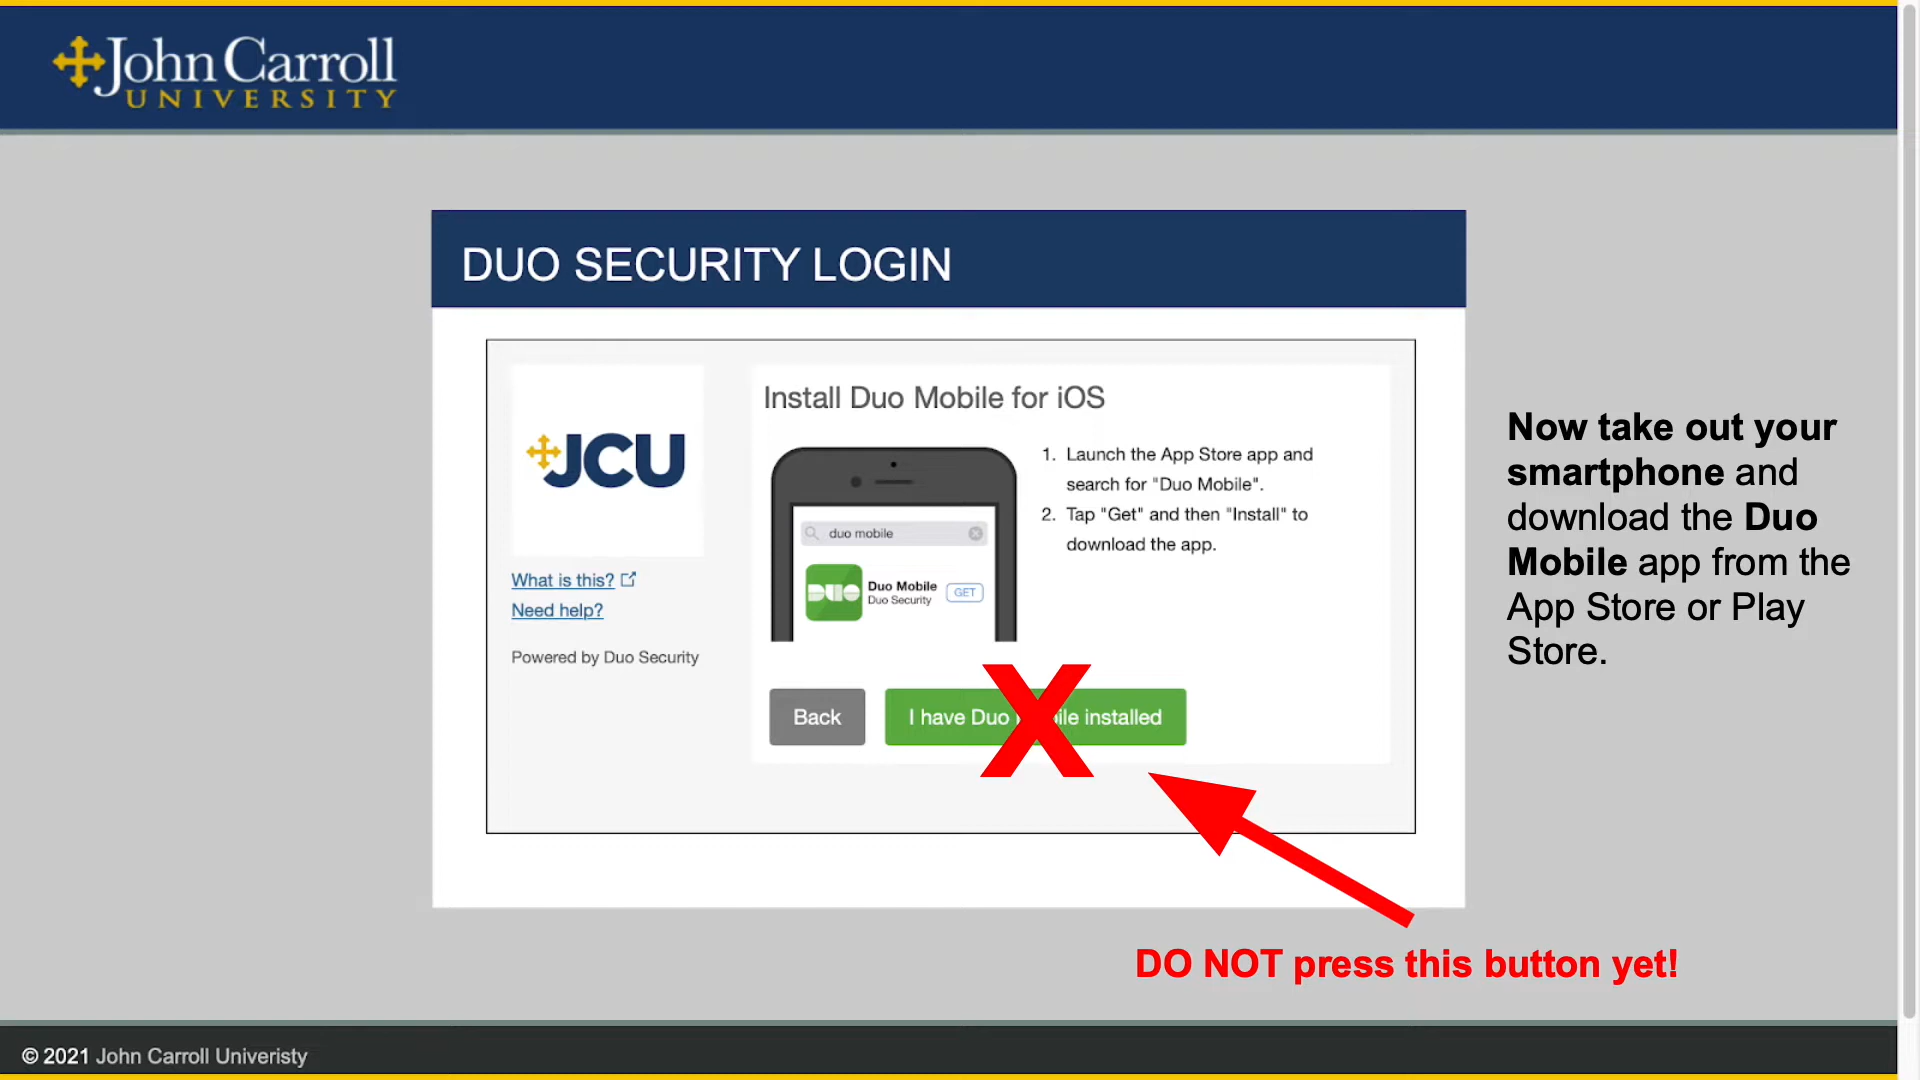 John Carroll
UNIVERSITY
DUO SECURITY LOGIN
JCU
What is this?
Need help?
Powered by Duo Security
Install Duo Mobile for iOS
duo mobile
DUO
Duo Mobile
Duo Security
GET
1. Launch the App Store app and
search for "Duo Mobile".
2. Tap "Get" and then "Install" to
download the app.
Back
I have Duo installed
X
Now take out your
smartphone and
download the Duo
Mobile app from the
App Store or Play
Store.
DO NOT press this button yet!
© 2021 John Carroll Univeristy